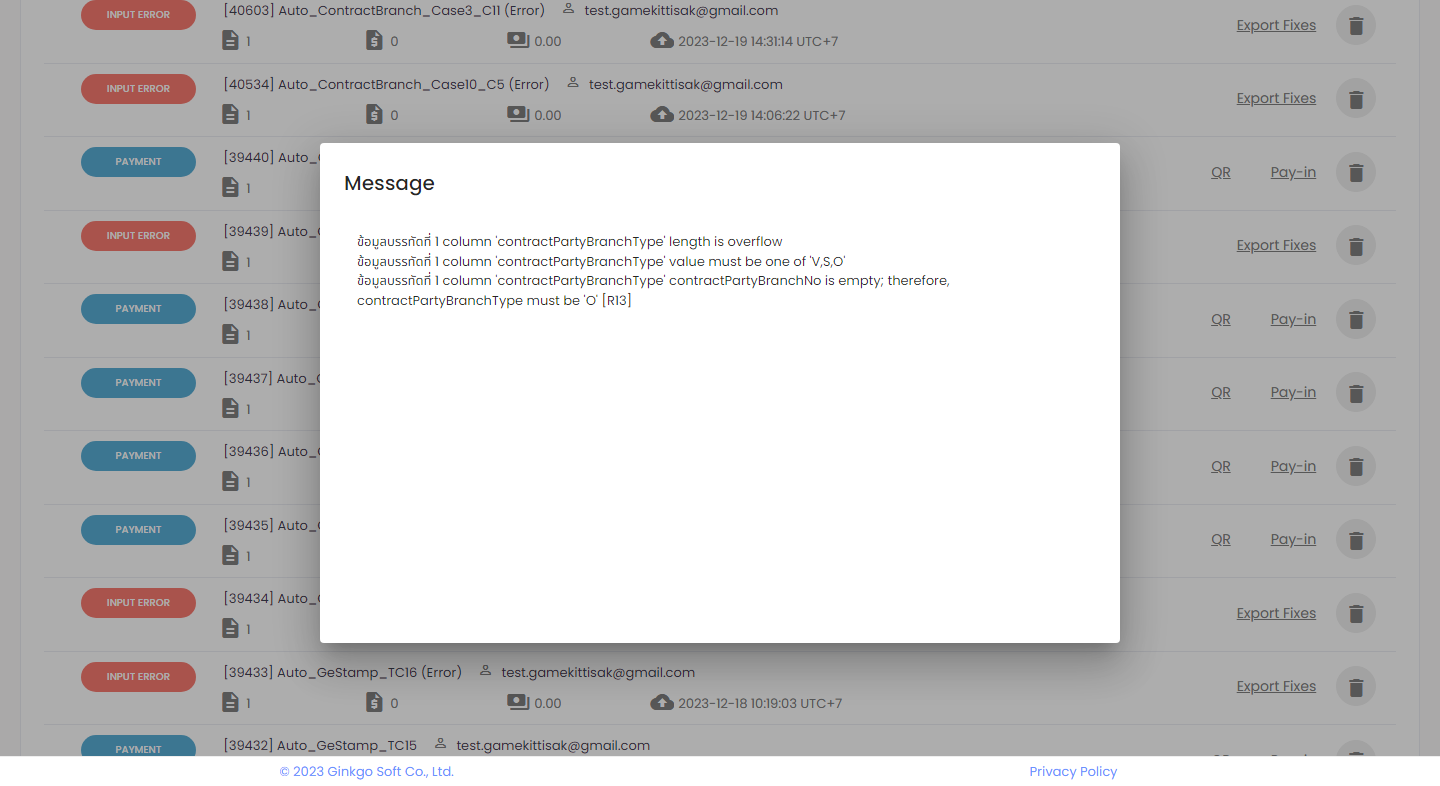 INPUT ERROR
[40603] Auto_ContractBranch_Case3_C11 (Error) test.gamekittisak@gmail.com
1 0 0.00 2023-12-19 14:31:14 UTC+7
Export Fixes
INPUT ERROR
[40534] Auto_ContractBranch_Case10_C5 (Error) test.gamekittisak@gmail.com
1 0 0.00 2023-12-19 14:06:22 UTC+7
Export Fixes
PAYMENT
[39440] Auto_
1
QR Pay-in
Message
ข้อมูลบรรทัดที่ 1 column 'contractPartyBranchType' length is overflow
ข้อมูลบรรทัดที่ 1 column 'contractPartyBranchType' value must be one of 'V,S,O'
ข้อมูลบรรทัดที่ 1 column 'contractPartyBranchType' contractPartyBranchNo is empty; therefore,
contractPartyBranchType must be 'O' [R13]
INPUT ERROR
[39439] Auto_
1
Export Fixes
PAYMENT
[39438] Auto_
1
QR Pay-in
PAYMENT
[39437] Auto_
1
QR Pay-in
PAYMENT
[39436] Auto_
1
QR Pay-in
PAYMENT
[39435] Auto_
1
QR Pay-in
INPUT ERROR
[39434] Auto_
1
Export Fixes
INPUT ERROR
[39433] Auto_GeStamp_TC16 (Error) test.gamekittisak@gmail.com
1 0 0.00 2023-12-18 10:19:03 UTC+7
Export Fixes
PAYMENT
[39432] Auto_GeStamp_TC15 test.gamekittisak@gmail.com
© 2023 Ginkgo Soft Co., Ltd.
Privacy Policy